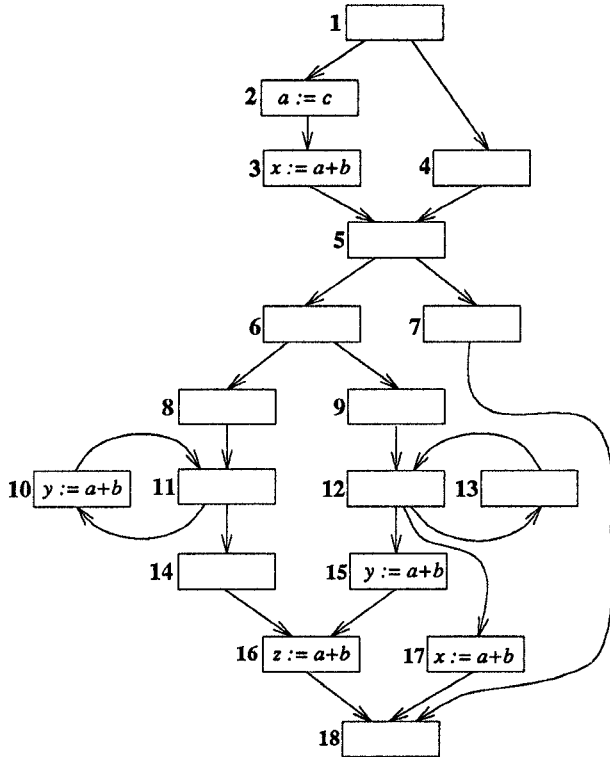 1
2 a := c
3 x := a+b 4
5
6 7
8 9
10 y := a+b 11 12 13
14 15 y := a+b
16 z := a+b 17 x := a+b
18